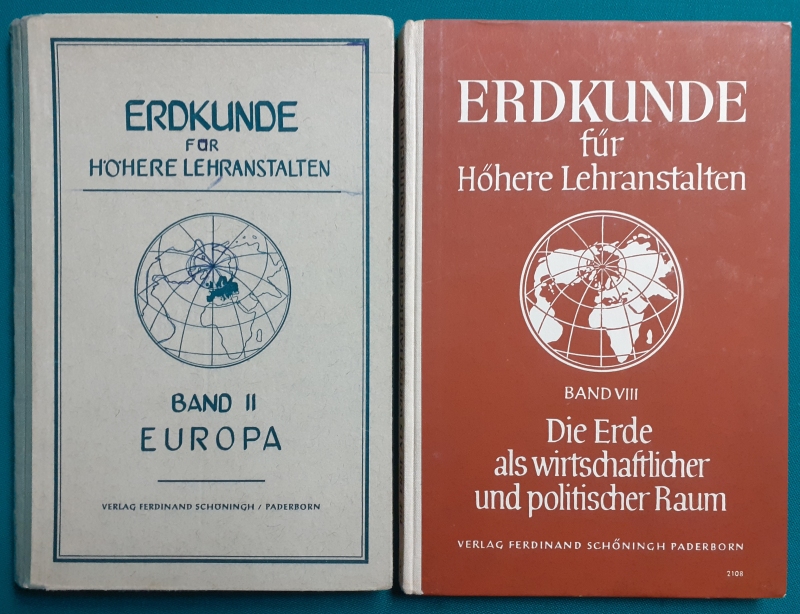 ERDKUNDE
FÜR
HÖHERE LEHRANSTALTEN
BAND II
EUROPA
VERLAG FERDINAND SCHÖNINGH / PADERBORN
ERDKUNDE
für
Höhere Lehranstalten
BAND VIII
Die Erde
als wirtschaftlicher
und politischer Raum
VERLAG FERDINAND SCHÖNINGH PADERBORN
2108